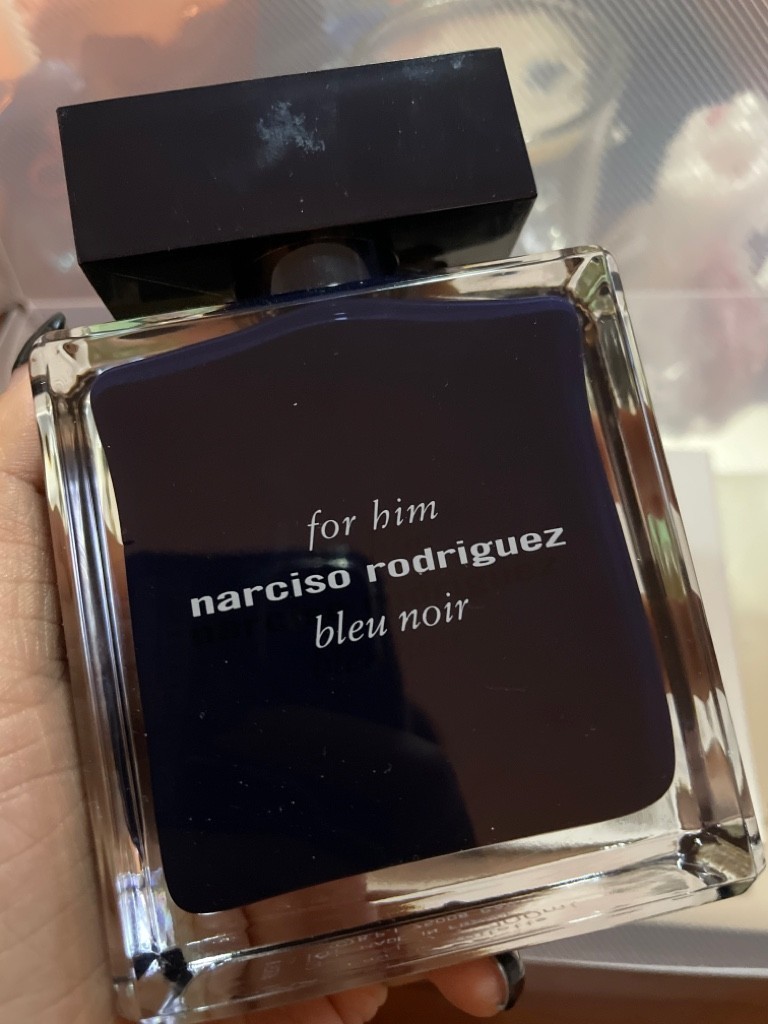 for him
narciso rodriguez
bleu noir